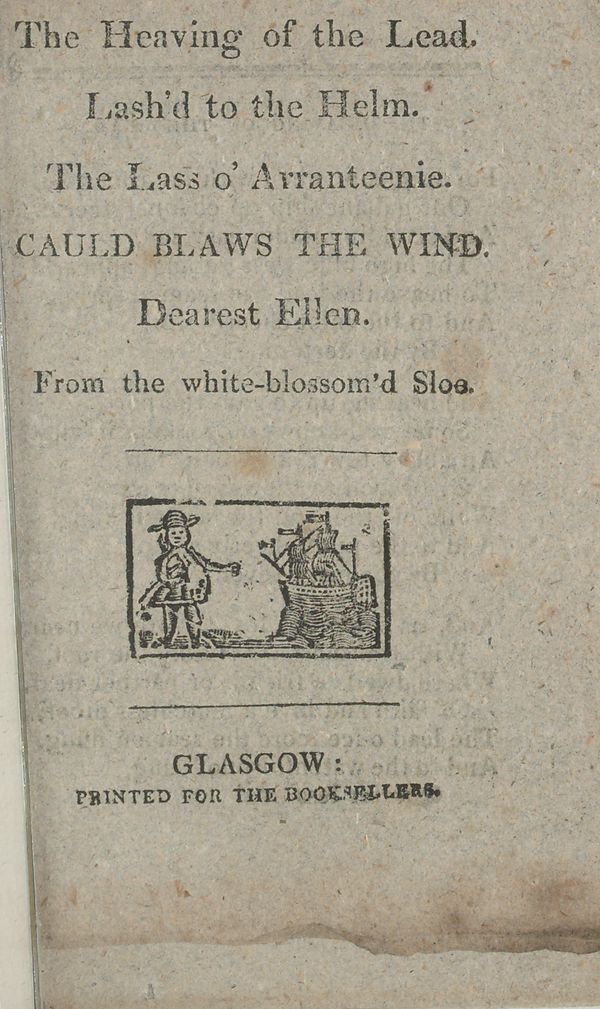 The Heaving of the Lead.
Lash'd to the Helm.
The Lass o' Arranteenie.
CAULD BLAWS THE WIND.
Dearest Ellen.
From the white-blossom'd Sloe.
GLASGOW:
PRINTED FOR THE BOOKSELLERS.